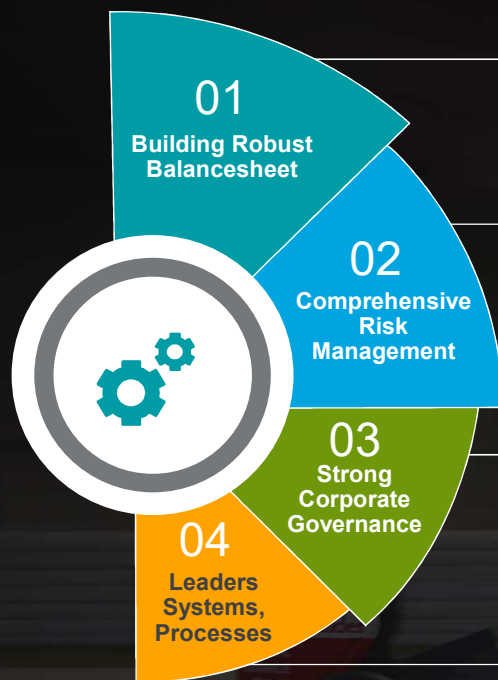 01
Building Robust
Balancesheet
02
Comprehensive
Risk
Management
03
Strong
Corporate
Governance
04
Leaders
Systems,
Processes